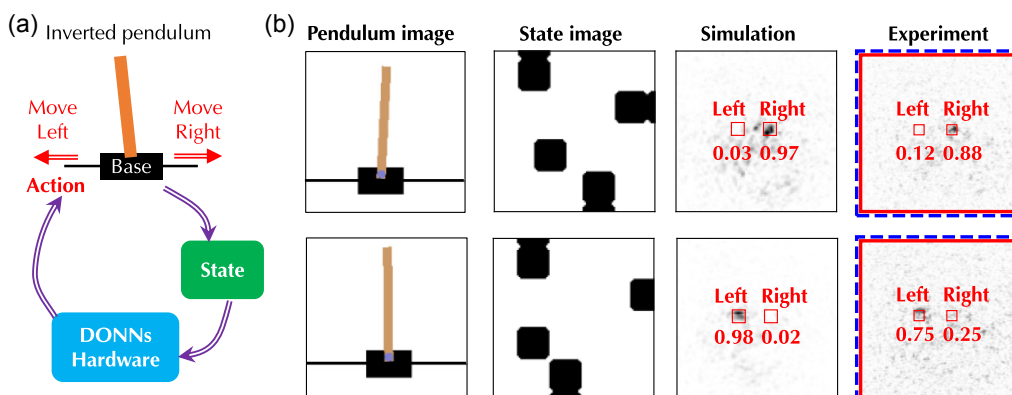 (a)
Inverted pendulum
Move
Left
Move
Right
Base
Action
State
DONNs
Hardware
(b)
Pendulum image
State image
Simulation
Experiment
Left Right
0.03 0.97
Left Right
0.12 0.88
Left Right
0.98 0.02
Left Right
0.75 0.25